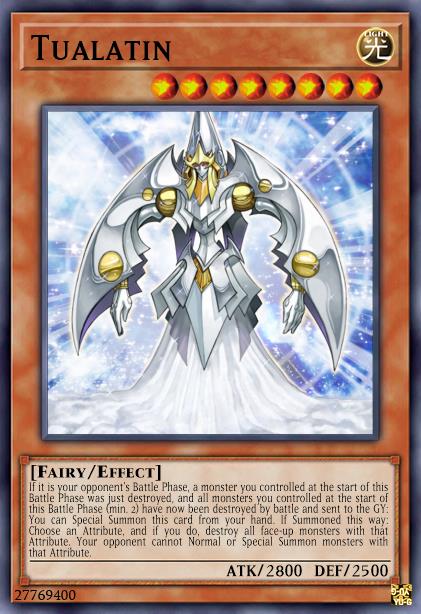 TUALATIN
LIGHT
光
[FAIRY/EFFECT]
If it is your opponent's Battle Phase, a monster you controlled at the start of this
Battle Phase was just destroyed, and all monsters you controlled at the start of
this Battle Phase (min. 2) have now been destroyed by battle and sent to the GY:
You can Special Summon this card from your hand. If Summoned this way:
Choose an Attribute, and if you do, destroy all face-up monsters with that
Attribute. Your opponent cannot Normal or Special Summon monsters with
that Attribute.
ATK/2800 DEF/2500
27769400